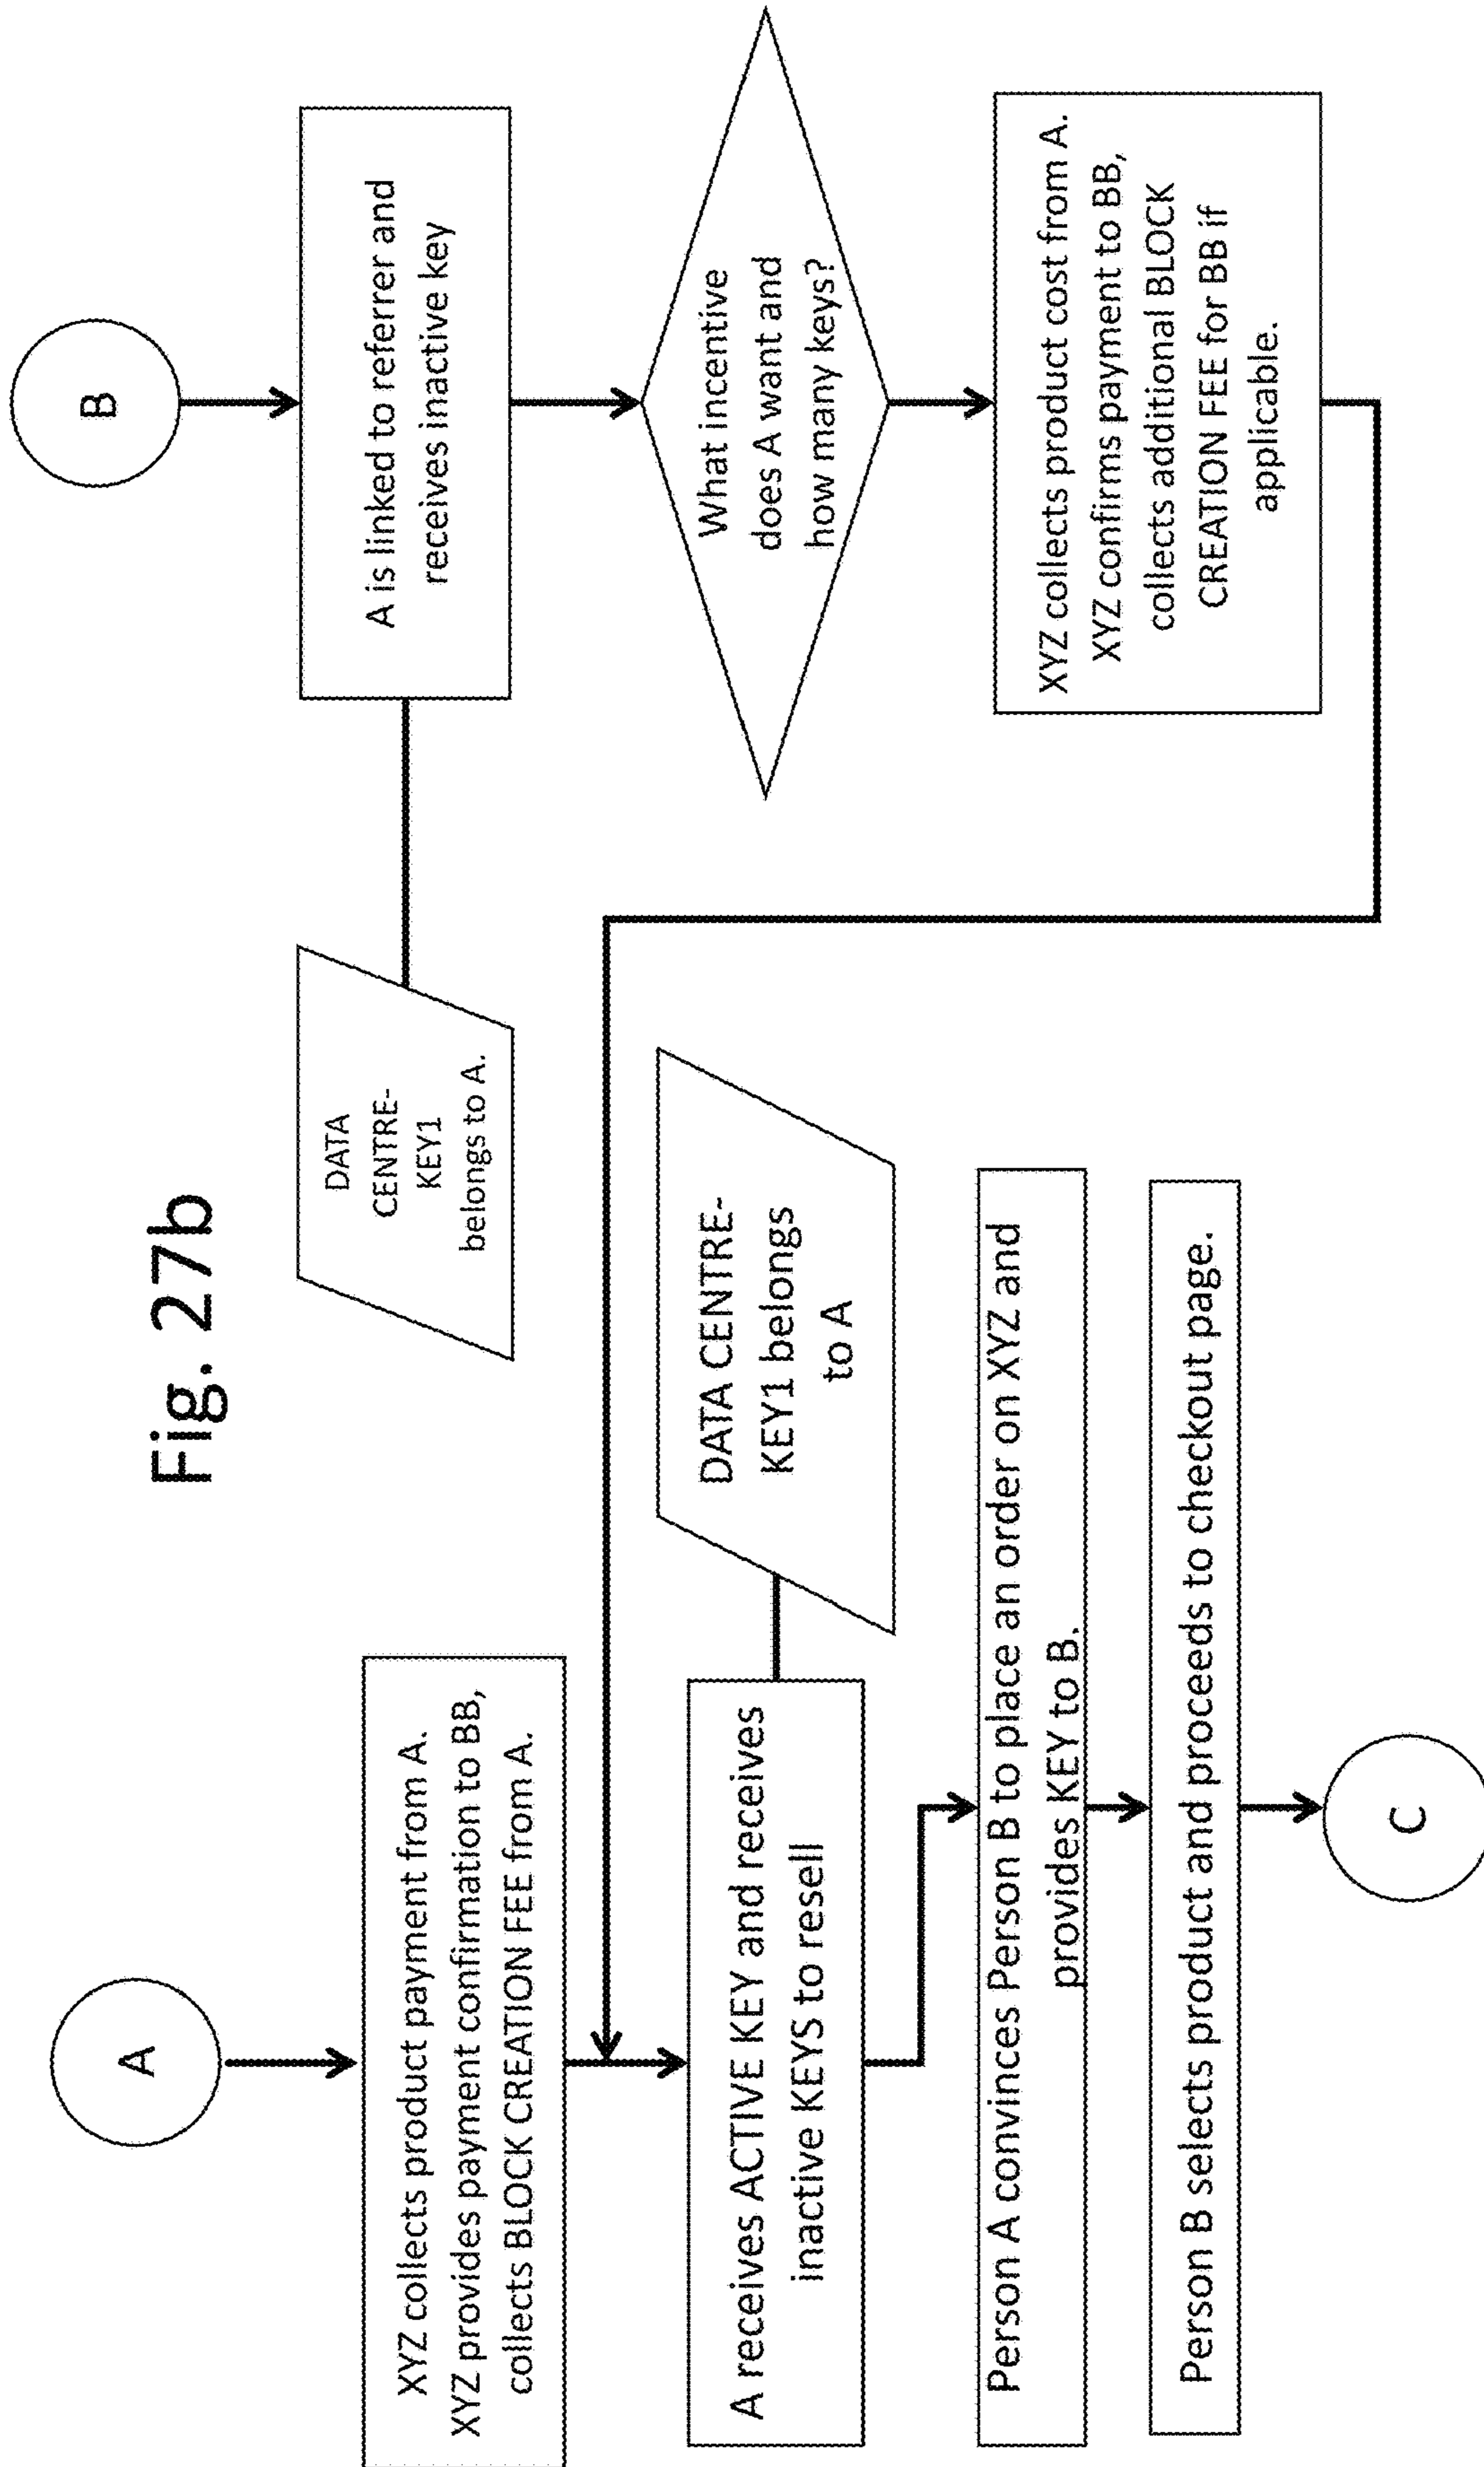 Fig. 27b
A
XYZ collects product payment from A.
XYZ provides payment confirmation to BB,
collects BLOCK CREATION FEE from A.
A receives ACTIVE KEY and receives
inactive KEYS to resell
DATA CENTRE-
KEY1 belongs
to A
Person A convinces Person B to place an order on XYZ and
provides KEY to B.
Person B selects product and proceeds to checkout page.
C
B
A is linked to referrer and
receives inactive key
DATA
CENTRE-
KEY1
belongs to A.
What incentive
does A want and
how many keys?
XYZ collects product cost from A.
XYZ confirms payment to BB,
collects additional BLOCK
CREATION FEE for BB if
applicable.